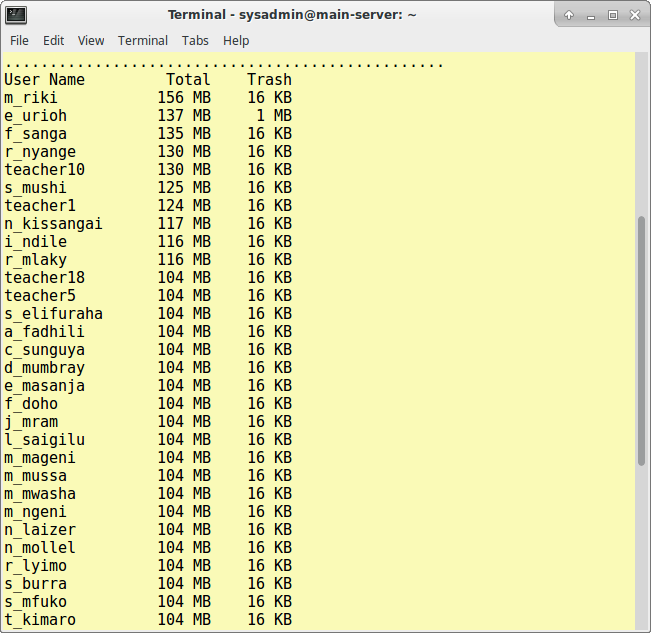 Terminal - sysadmin@main-server: ~
File Edit View Terminal Tabs Help
.................................................
User Name         Total    Trash
m_riki           156 MB    16 KB
e_urioh          137 MB     1 MB
f_sanga          135 MB    16 KB
r_nyange         130 MB    16 KB
teacher10        130 MB    16 KB
s_mushi          125 MB    16 KB
teacher1         124 MB    16 KB
n_kissangai      117 MB    16 KB
i_ndile          116 MB    16 KB
r_mlaky          116 MB    16 KB
teacher18        104 MB    16 KB
teacher5         104 MB    16 KB
s_elifuraha      104 MB    16 KB
a_fadhili        104 MB    16 KB
c_sunguya        104 MB    16 KB
d_mumbray        104 MB    16 KB
e_masanja        104 MB    16 KB
f_doho           104 MB    16 KB
j_mram           104 MB    16 KB
l_saigilu        104 MB    16 KB
m_mageni         104 MB    16 KB
m_mussa          104 MB    16 KB
m_mwasha         104 MB    16 KB
m_ngeni          104 MB    16 KB
n_laizer         104 MB    16 KB
n_mollel         104 MB    16 KB
r_lyimo          104 MB    16 KB
s_burra          104 MB    16 KB
s_mfuko          104 MB    16 KB
t_kimaro         104 MB    16 KB